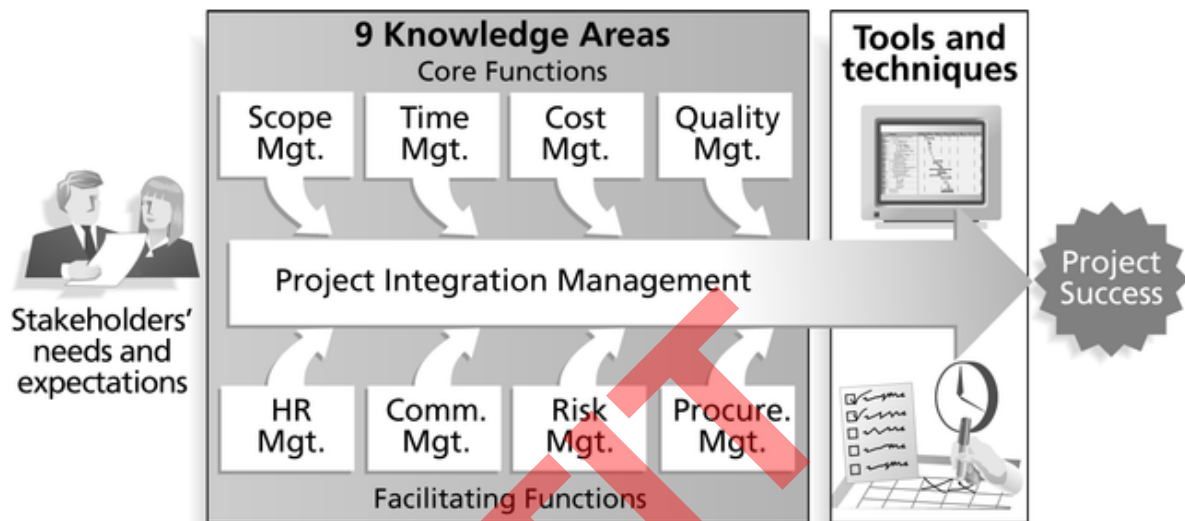 9 Knowledge Areas
Core Functions
Scope
Mgt.
Time
Mgt.
Cost
Mgt.
Quality
Mgt.
Tools and
techniques
Stakeholders’
needs and
expectations
Project Integration Management
Project
Success
HR
Mgt.
Comm.
Mgt.
Risk
Mgt.
Procure.
Mgt.
Facilitating Functions